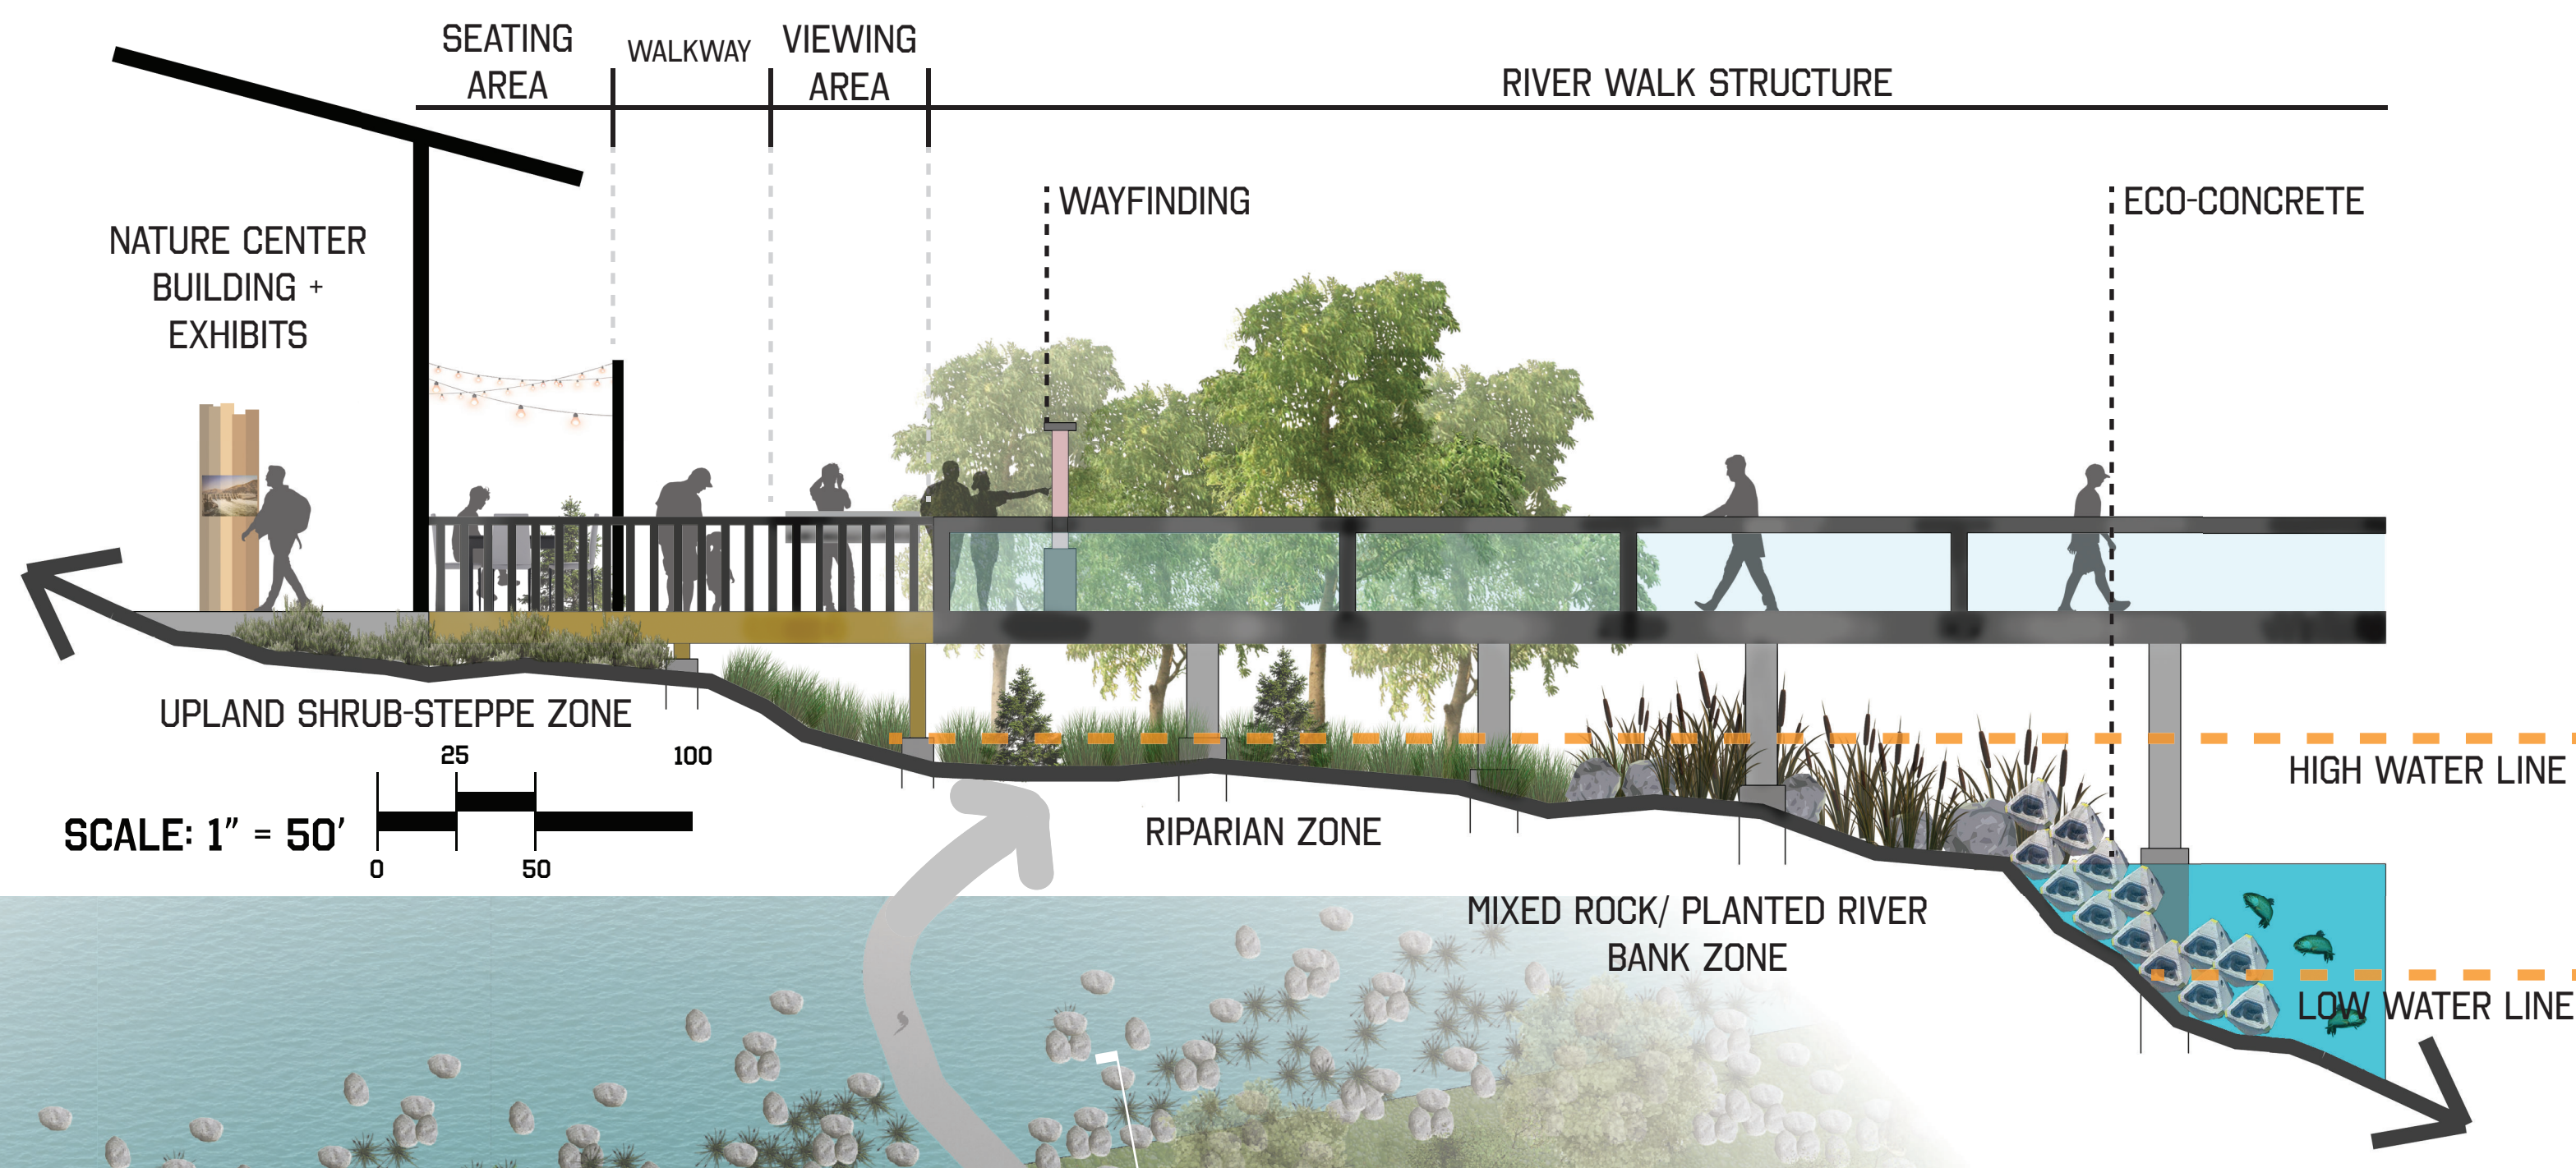 SEATING
AREA
WALKWAY
VIEWING
AREA
RIVER WALK STRUCTURE
WAYFINDING
ECO-CONCRETE
NATURE CENTER
BUILDING +
EXHIBITS
UPLAND SHRUB-STEPPE ZONE
25
100
SCALE: 1" = 50'
0
50
HIGH WATER LINE
RIPARIAN ZONE
MIXED ROCK/ PLANTED RIVER
BANK ZONE
LOW WATER LINE